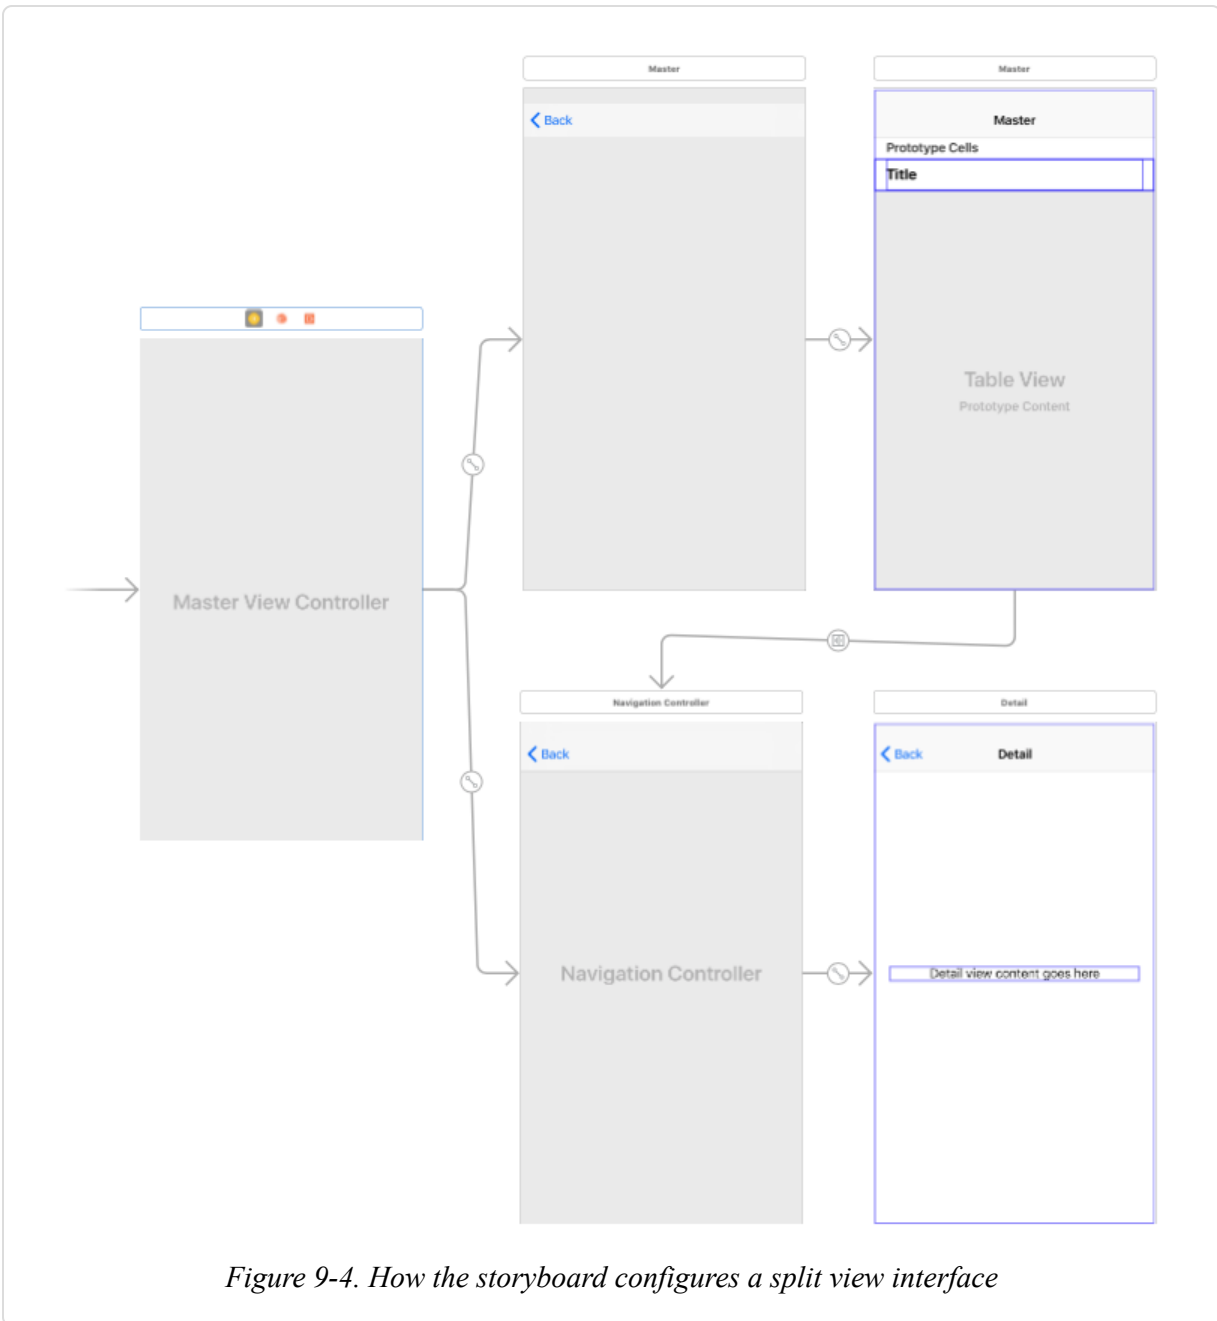 Master
Back
Master
Master
Prototype Cells
Title
Table View
Prototype Content
Master View Controller
Navigation Controller
Back
Navigation Controller
Detail
Back
Detail
Detail view content goes here
Figure 9-4. How the storyboard configures a split view interface